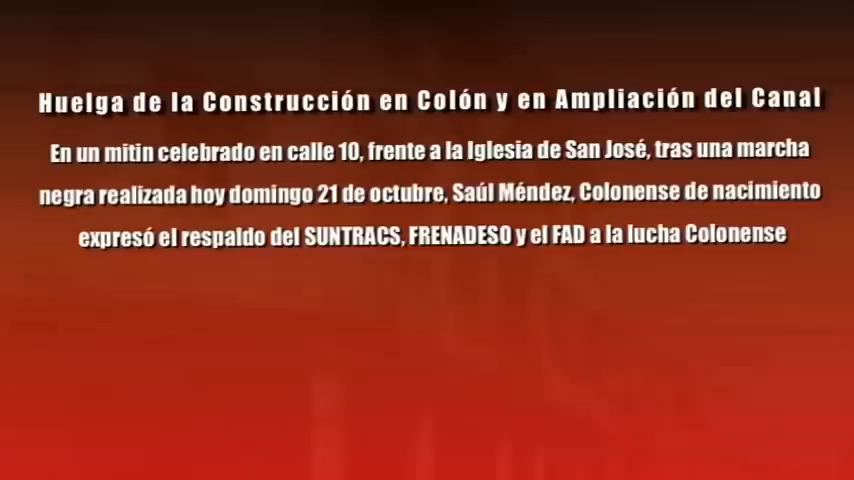 Huelga de la Construcción en Colón y en Ampliación del Canal
En un mitin celebrado en calle 10, frente a la Iglesia de San José, tras una marcha
negra realizada hoy domingo 21 de octubre, Saúl Méndez, Colonense de nacimiento
expresó el respaldo del SUNTRACS, FRENADESO y el FAD a la lucha Colonense